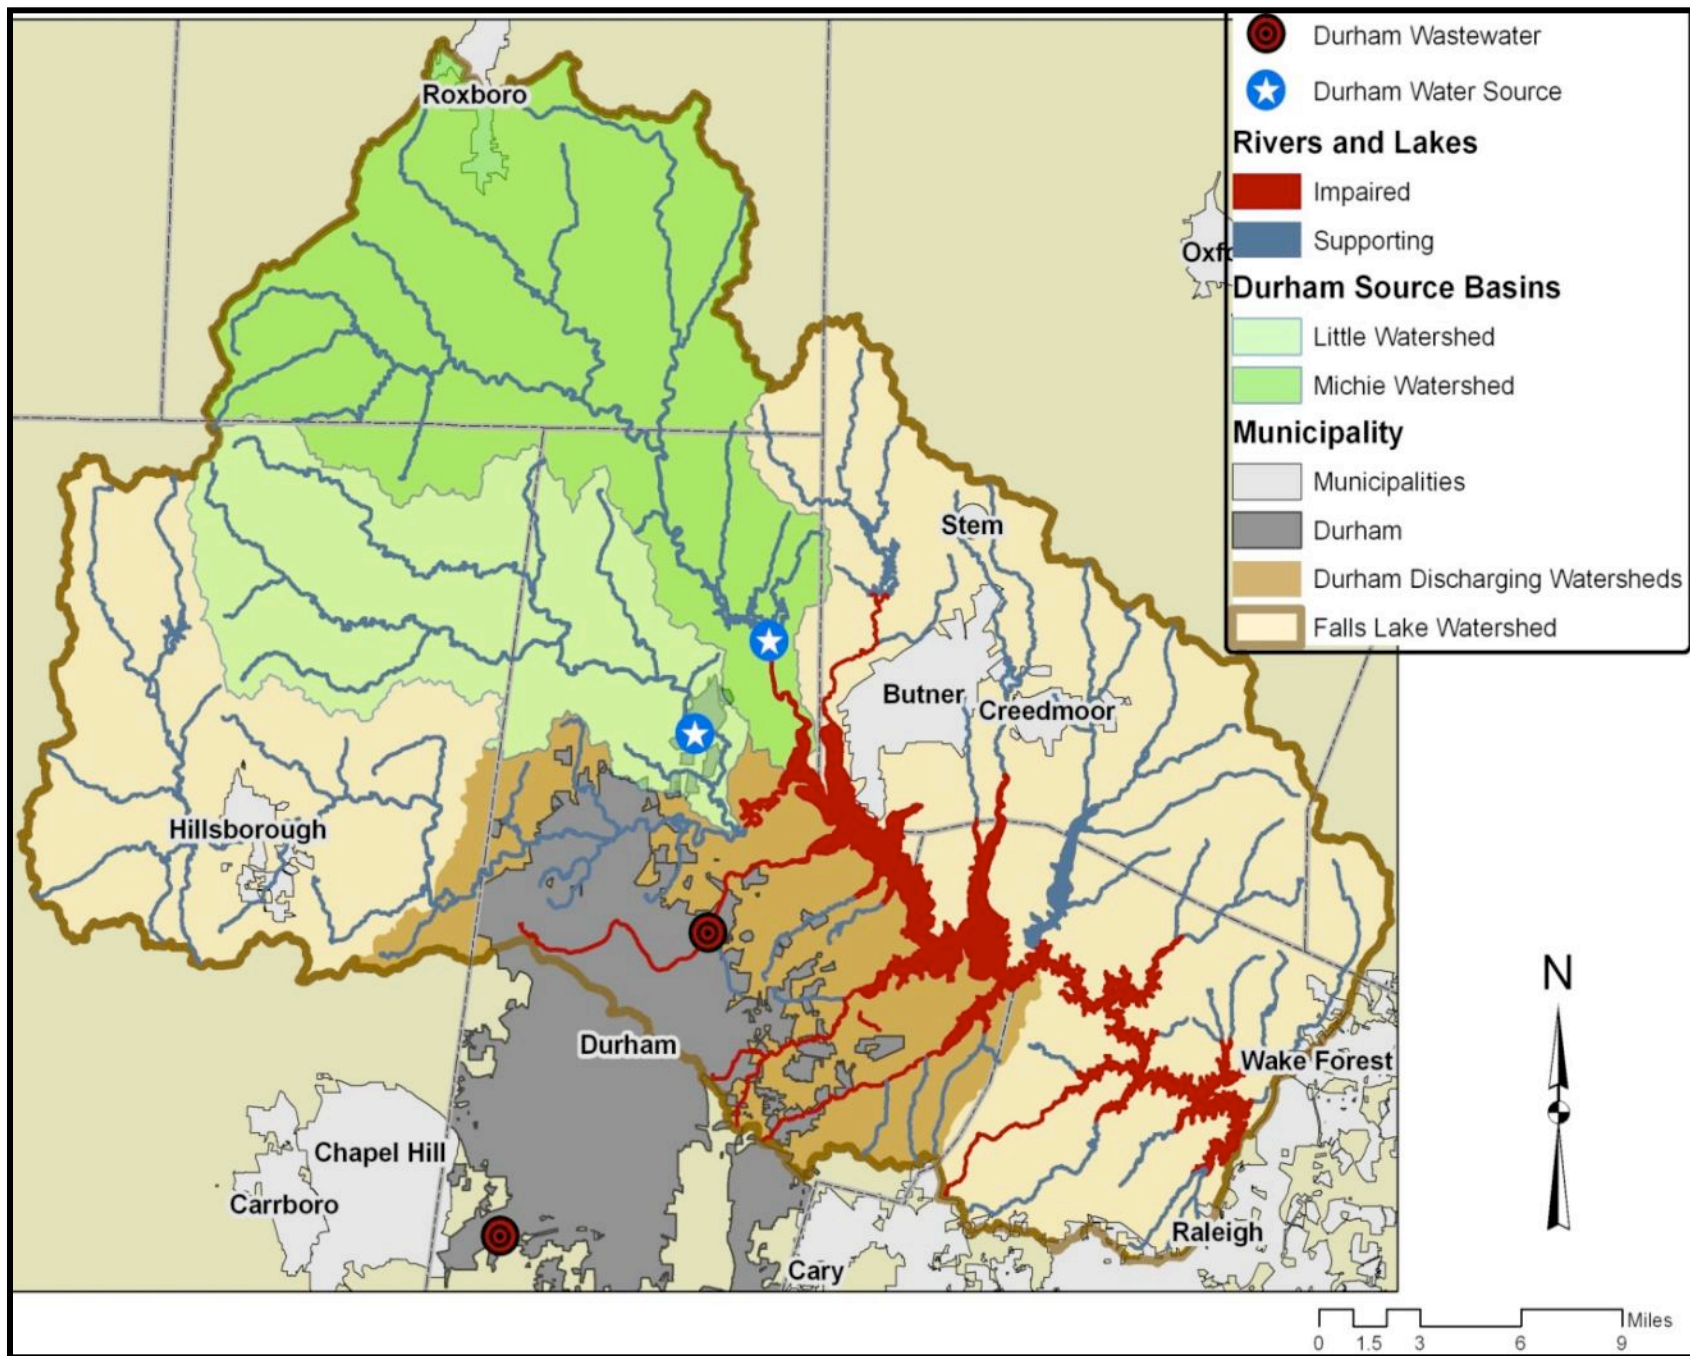 Durham Wastewater
Durham Water Source
Rivers and Lakes
Impaired
Supporting
Durham Source Basins
Little Watershed
Michie Watershed
Municipality
Municipalities
Durham
Durham Discharging Watersheds
Falls Lake Watershed
Roxboro
Oxfo
Stem
Butner
Creedmoor
Hillsborough
Durham
Wake Forest
Chapel Hill
Carrboro
Raleigh
Cary
N
Miles
0 1.5 3 6 9